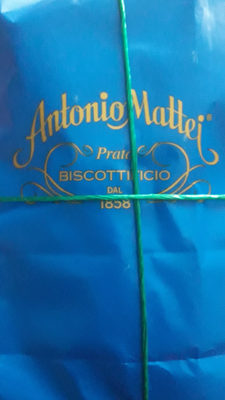 Antonio Mattei®
Prato
BISCOTTIFICIO
DAL
1858